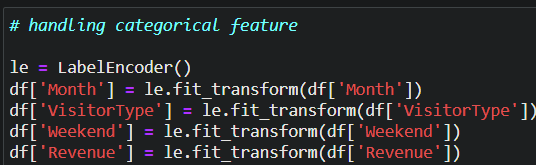 # handling categorical feature
le = LabelEncoder()
df['Month'] = le.fit_transform(df['Month'])
df['VisitorType'] = le.fit_transform(df['VisitorType'])
df['Weekend'] = le.fit_transform(df['Weekend'])
df['Revenue'] = le.fit_transform(df['Revenue'])